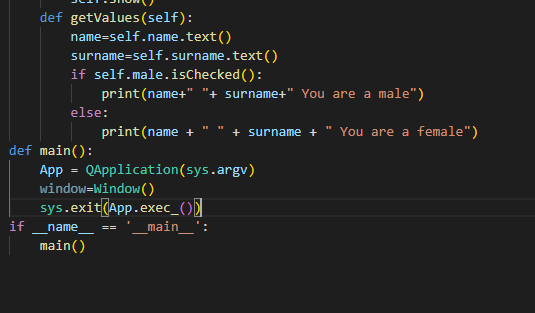 self.show()
def getValues(self):
name=self.name.text()
surname=self.surname.text()
if self.male.isChecked():
print(name+" "+ surname+" You are a male")
else:
print(name + " " + surname + " You are a female")
def main():
App = QApplication(sys.argv)
window=Window()
sys.exit(App.exec_())
if __name__ == '__main__':
main()